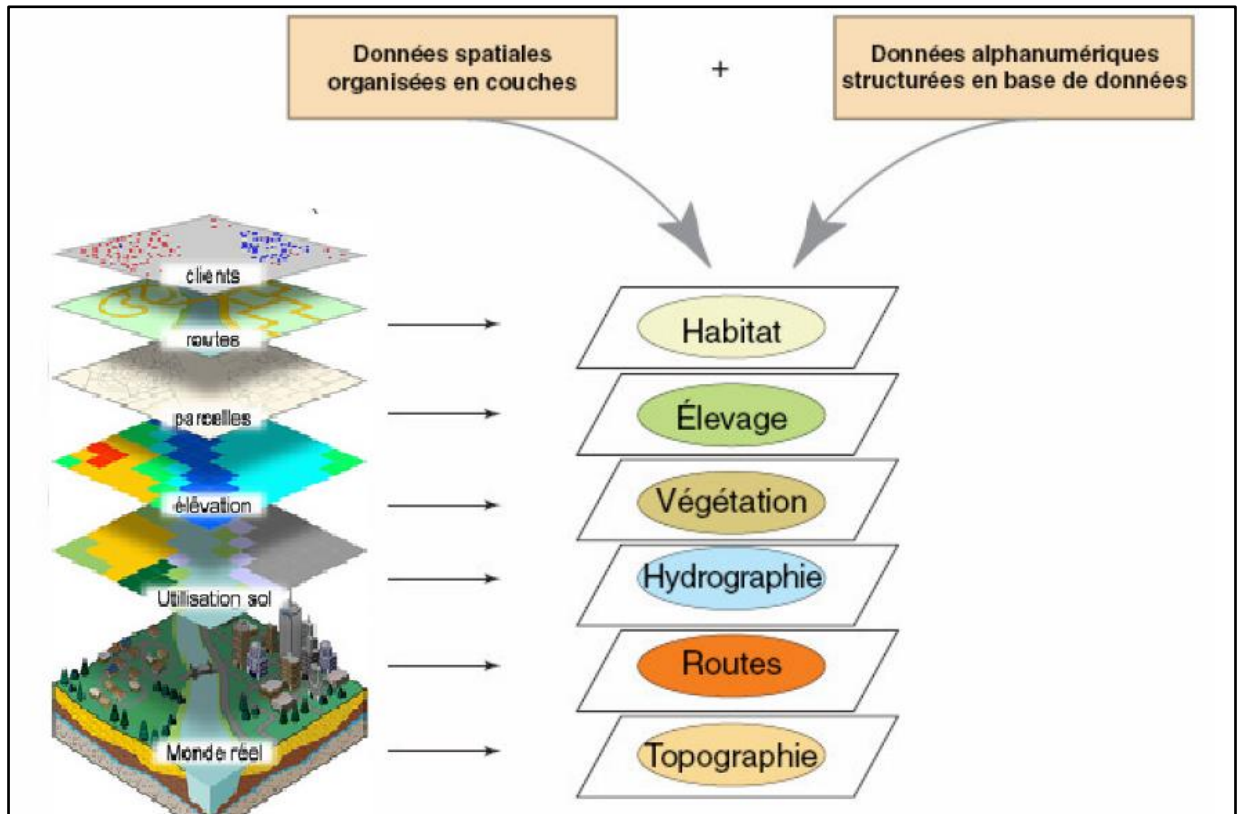 Données spatiales
organisées en couches
+
Données alphanumériques
structurées en base de données
clients
routes
parcelles
élévation
Utilisation sol
Monde réel
Habitat
Élevage
Végétation
Hydrographie
Routes
Topographie